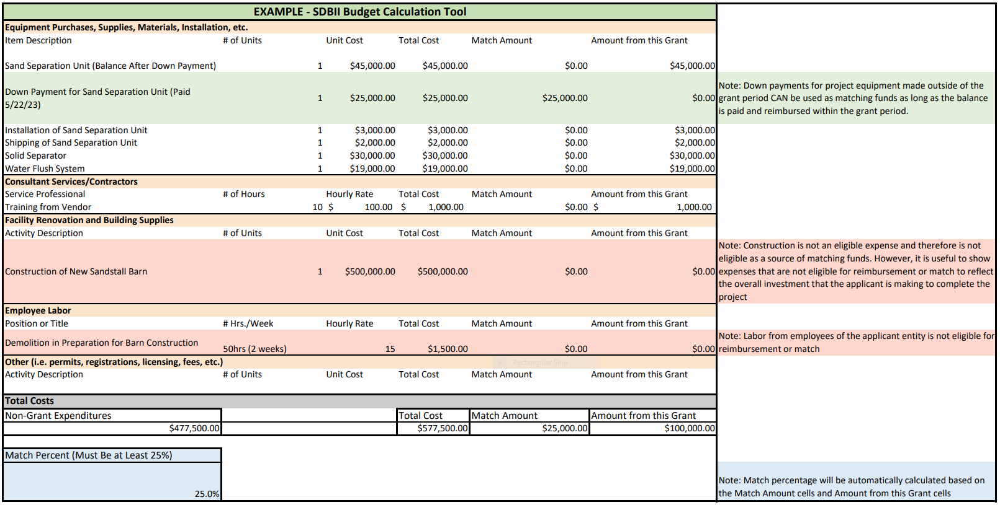 EXAMPLE - SDBII Budget Calculation Tool
Equipment Purchases, Supplies, Materials, Installation, etc.
Item Description # of Units Unit Cost Total Cost Match Amount Amount from this Grant
Sand Separation Unit (Balance After Down Payment) 1 $45,000.00 $45,000.00 $0.00 $45,000.00
Down Payment for Sand Separation Unit (Paid
5/22/23) 1 $25,000.00 $25,000.00 $25,000.00 $0.00
Note: Down payments for project equipment made outside of the
grant period CAN be used as matching funds as long as the balance
is paid and reimbursed within the grant period.
Installation of Sand Separation Unit 1 $3,000.00 $3,000.00 $0.00 $3,000.00
Shipping of Sand Separation Unit 1 $2,000.00 $2,000.00 $0.00 $2,000.00
Solid Separator 1 $30,000.00 $30,000.00 $0.00 $30,000.00
Water Flush System 1 $19,000.00 $19,000.00 $0.00 $19,000.00
Consultant Services/Contractors
Service Professional # of Hours Hourly Rate Total Cost Match Amount Amount from this Grant
Training from Vendor 10 $ 100.00 $ 1,000.00 $0.00 $ 1,000.00
Facility Renovation and Building Supplies
Activity Description # of Units Unit Cost Total Cost Match Amount Amount from this Grant
Construction of New Sandstall Barn 1 $500,000.00 $500,000.00 $0.00 $0.00
Note: Construction is not an eligible expense and therefore is not
eligible as a source of matching funds. However, it is useful to show
expenses that are not eligible for reimbursement or match to reflect
the overall investment that the applicant is making to complete the
project
Employee Labor
Position or Title # Hrs./Week Hourly Rate Total Cost Match Amount Amount from this Grant
Demolition in Preparation for Barn Construction 50hrs (2 weeks) 15 $1,500.00 $0.00 $0.00
Note: Labor from employees of the applicant entity is not eligible for
reimbursement or match
Other (i.e. permits, registrations, licensing, fees, etc.)
Rectangular Snip
Activity Description # of Units Unit Cost Total Cost Match Amount Amount from this Grant
Total Costs
Non-Grant Expenditures Total Cost Match Amount Amount from this Grant
$477,500.00 $577,500.00 $25,000.00 $100,000.00
Match Percent (Must Be at Least 25%)
25.0%
Note: Match percentage will be automatically calculated based on
the Match Amount cells and Amount from this Grant cells